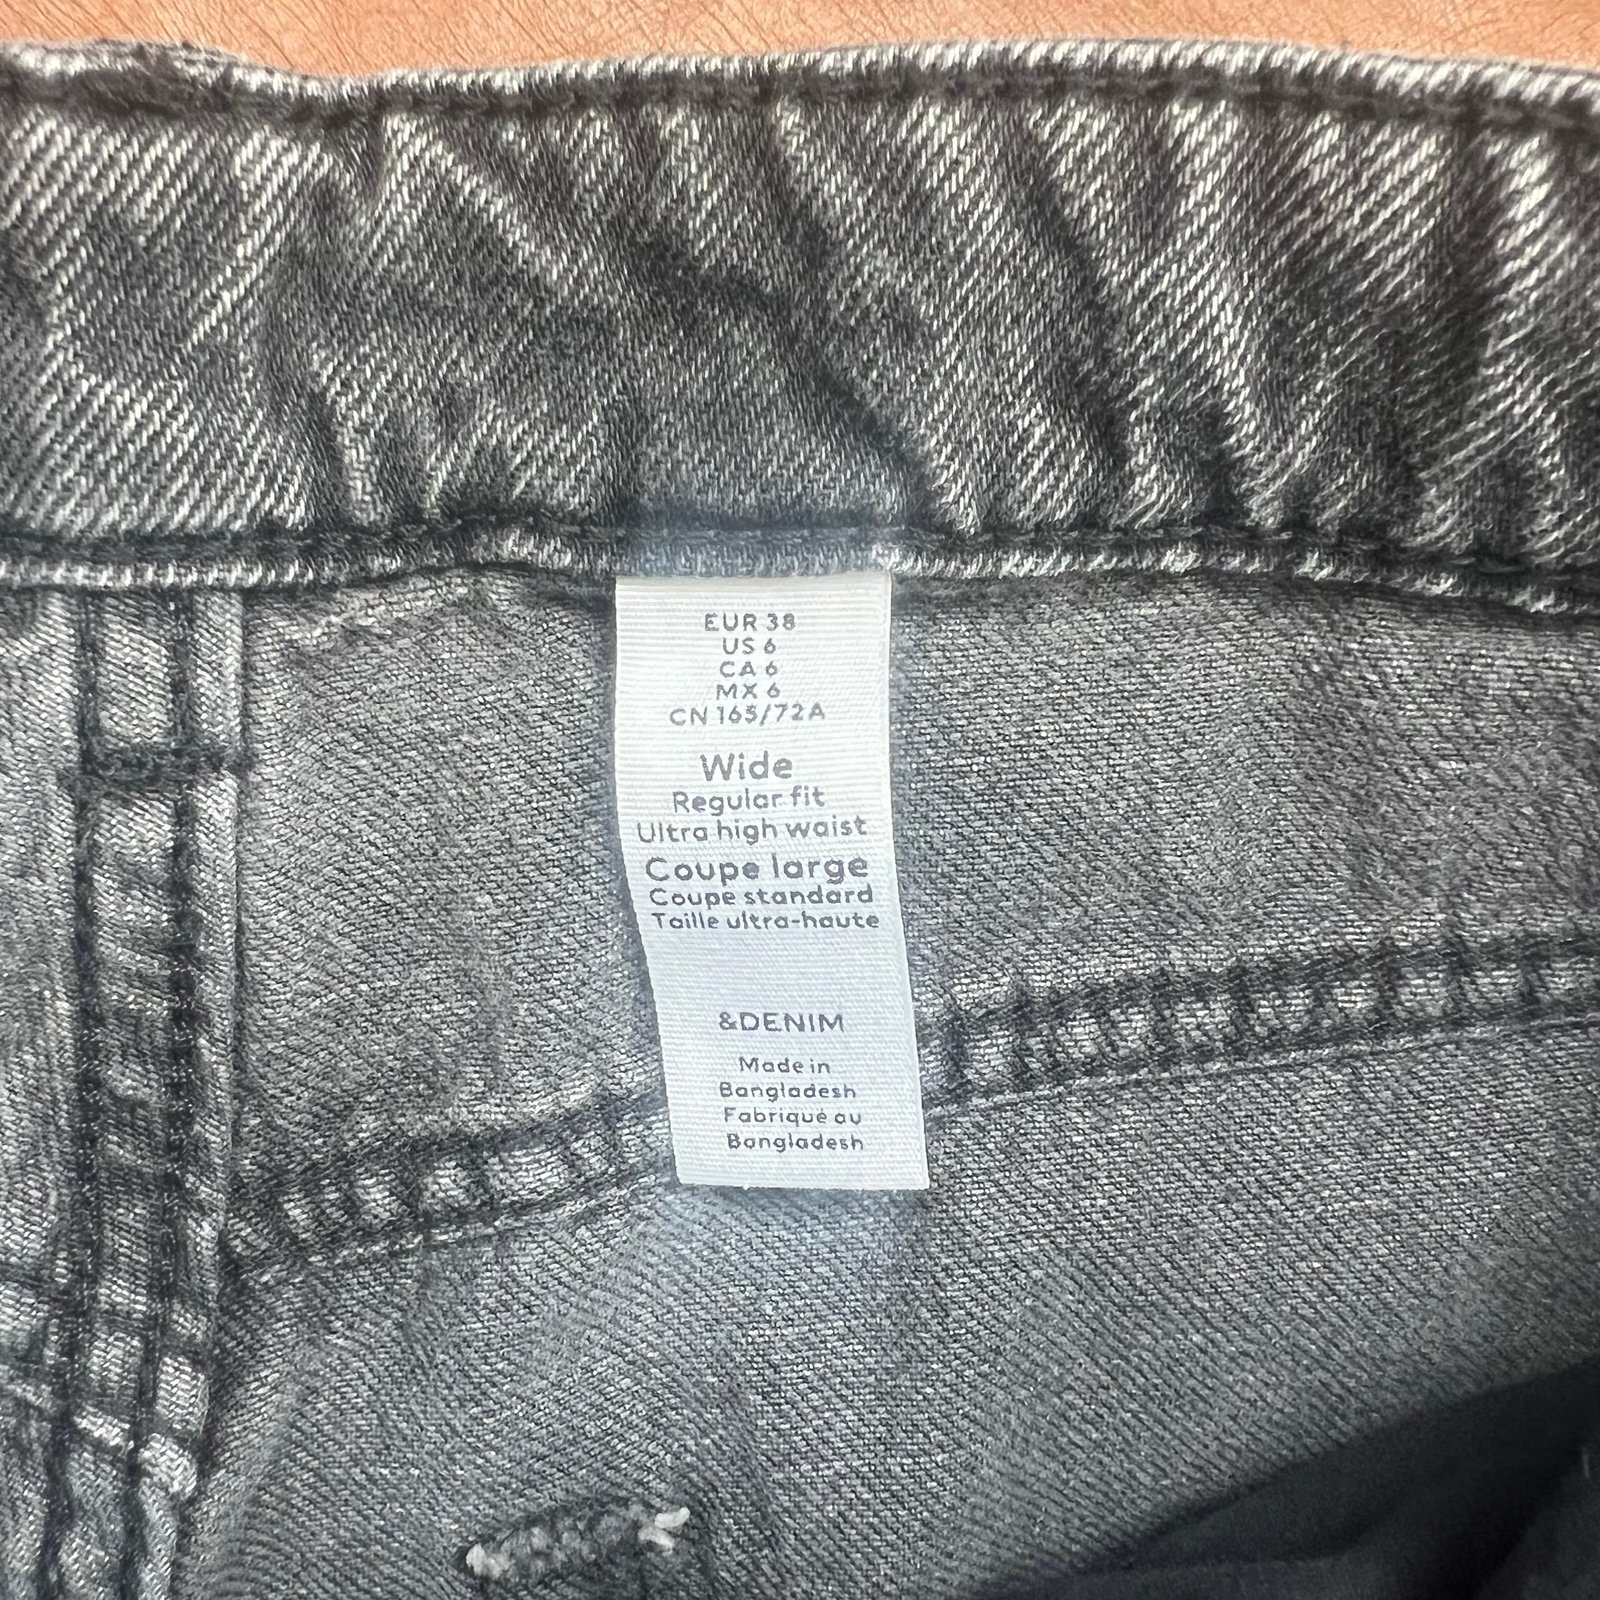 EUR 38
US 6
CA 6
MX 6
CN 165/72A
Wide
Regular fit
Ultra high waist
Coupe large
Coupe standard
Taille ultra-haute
&DENIM
Made in
Bangladesh
Fabriqué au
Bangladesh